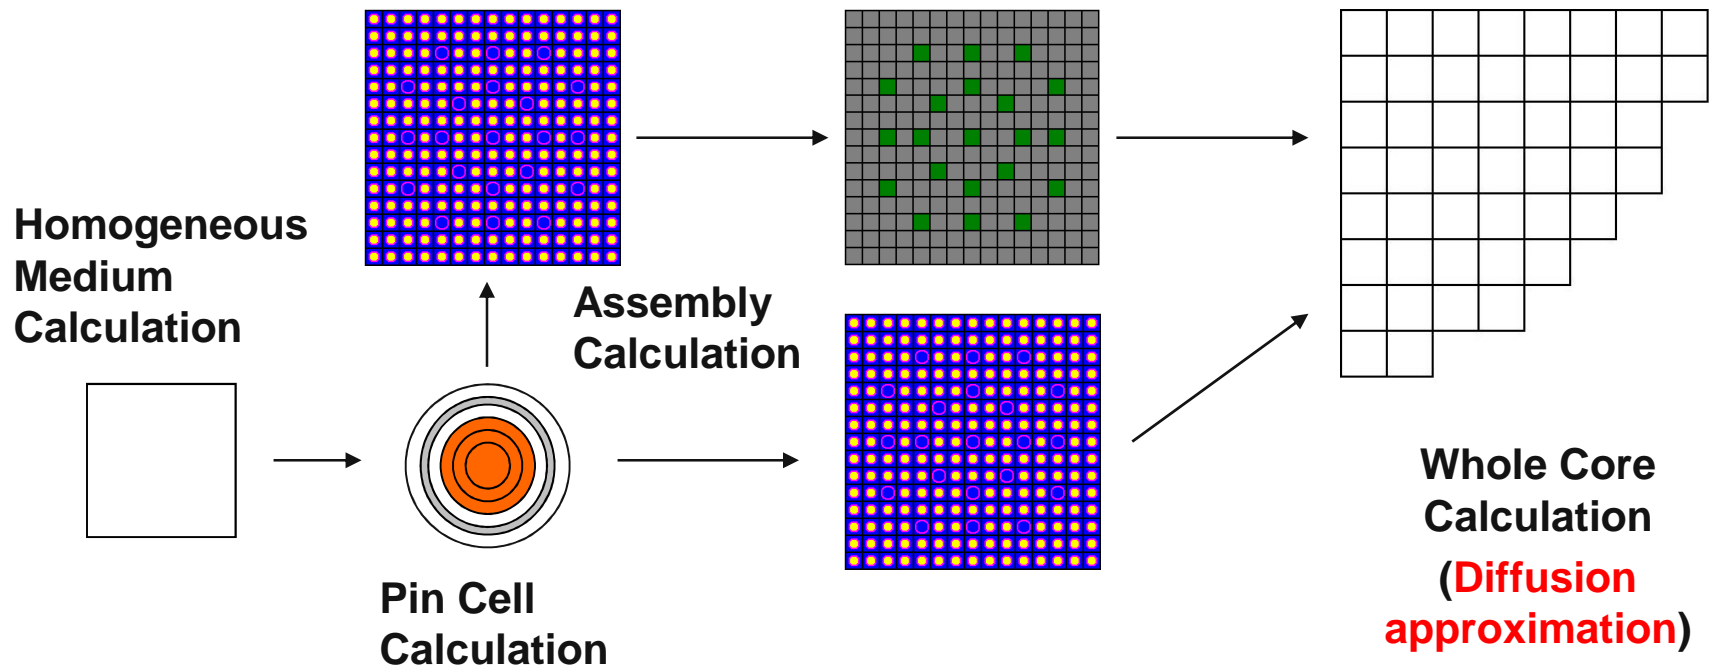 Homogeneous
Medium
Calculation
Assembly
Calculation
Pin Cell
Calculation
Whole Core
Calculation
(Diffusion
approximation)